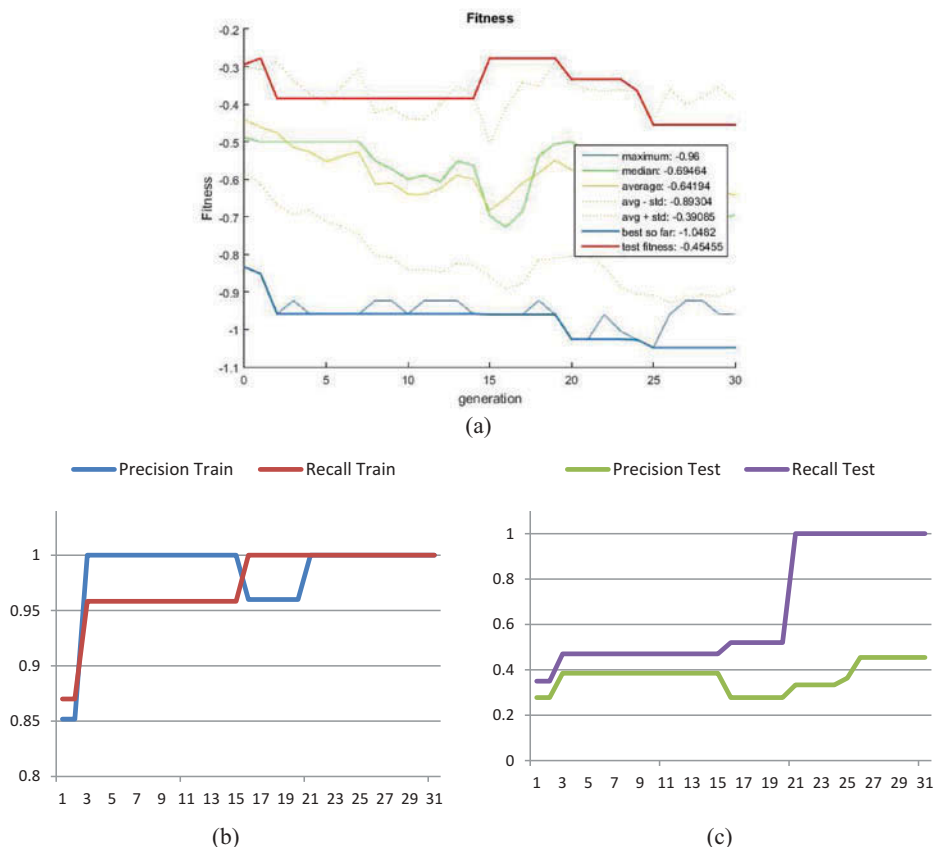 Fitness
-0.2
-0.3
-0.4
-0.5
-0.6
-0.7
-0.8
-0.9
-1
-1.1
Fitness
maximum: -0.96
median: -0.69464
average: -0.64194
avg - std: -0.89304
avg + std: -0.39085
best so far: -1.0482
test fitness: -0.45455
0 5 10 15 20 25 30
generation
(a)
Precision Train Recall Train
1
0.95
0.9
0.85
0.8
1 3 5 7 9 11 13 15 17 19 21 23 25 27 29 31
(b)
Precision Test Recall Test
1
0.8
0.6
0.4
0.2
0
1 3 5 7 9 11 13 15 17 19 21 23 25 27 29 31
(c)